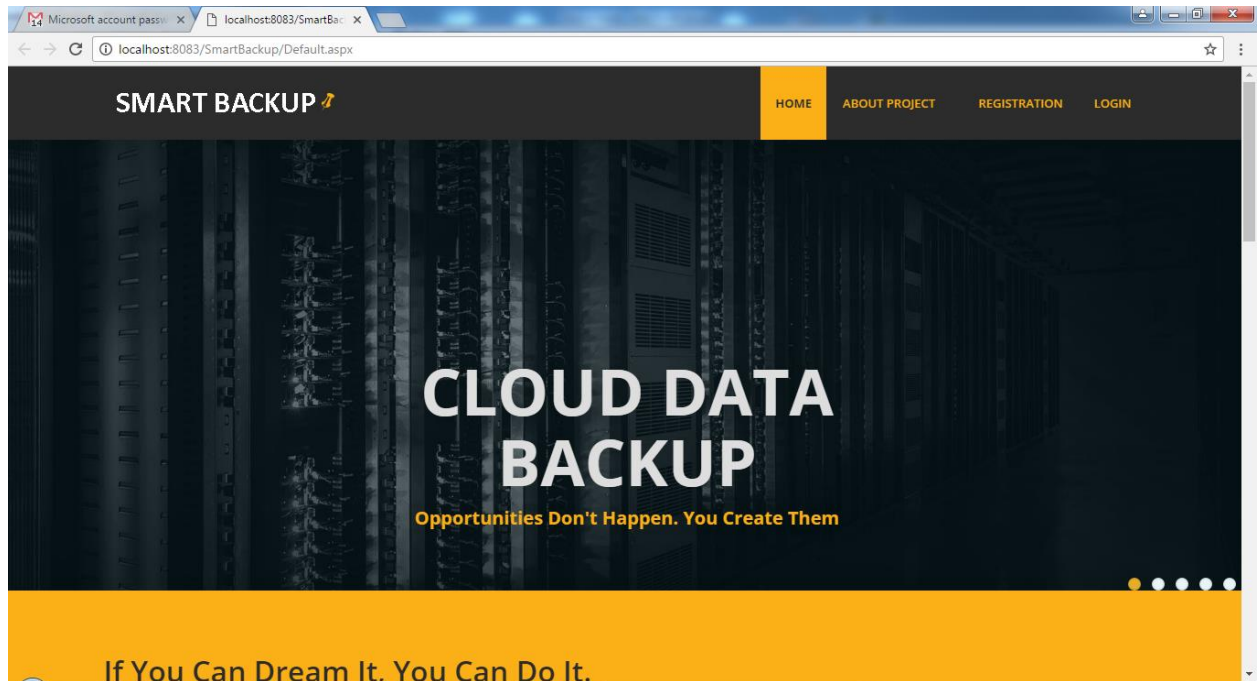 14
Microsoft account passw
localhost:8083/SmartBac
localhost:8083/SmartBackup/Default.aspx
SMART BACKUP
HOME
ABOUT PROJECT
REGISTRATION
LOGIN
CLOUD DATA
BACKUP
Opportunities Don't Happen. You Create Them
If You Can Dream It, You Can Do It.